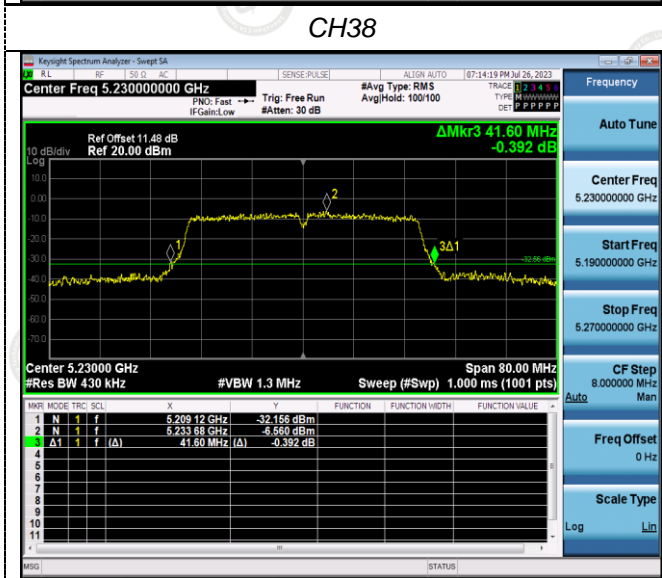 CH38
Keysight Spectrum Analyzer - Swept SA
RL RF 50 Ω AC SENSE:PULSE ALIGN AUTO 07:14:19 PM Jul 26, 2023
Center Freq 5.230000000 GHz
PNO: Fast
IFGain:Low
Trig: Free Run
#Atten: 30 dB
#Avg Type: RMS
Avg|Hold: 100/100
TRACE 1 2 3 4 5 6
TYPE M WWWWW
DET P P P P P P
Frequency
Auto Tune
Center Freq
5.230000000 GHz
Start Freq
5.190000000 GHz
Stop Freq
5.270000000 GHz
CF Step
8.000000 MHz
Auto Man
Freq Offset
0 Hz
Scale Type
Log Lin
Ref Offset 11.48 dB
10 dB/div Ref 20.00 dBm
Log
ΔMkr3 41.60 MHz
-0.392 dB
10.0
0.00
-10.0
-20.0
-30.0
-40.0
-50.0
-60.0
-70.0
1
2
3Δ1
-32.56 dBm
Center 5.23000 GHz Span 80.00 MHz
#Res BW 430 kHz #VBW 1.3 MHz Sweep (#Swp) 1.000 ms (1001 pts)
MKR MODE TRC SCL X Y FUNCTION FUNCTION WIDTH FUNCTION VALUE
1 N 1 f 5.209 12 GHz -32.156 dBm
2 N 1 f 5.233 68 GHz -6.560 dBm
3 Δ1 1 f (Δ) 41.60 MHz (Δ) -0.392 dB
4
5
6
7
8
9
10
11
MSG STATUS